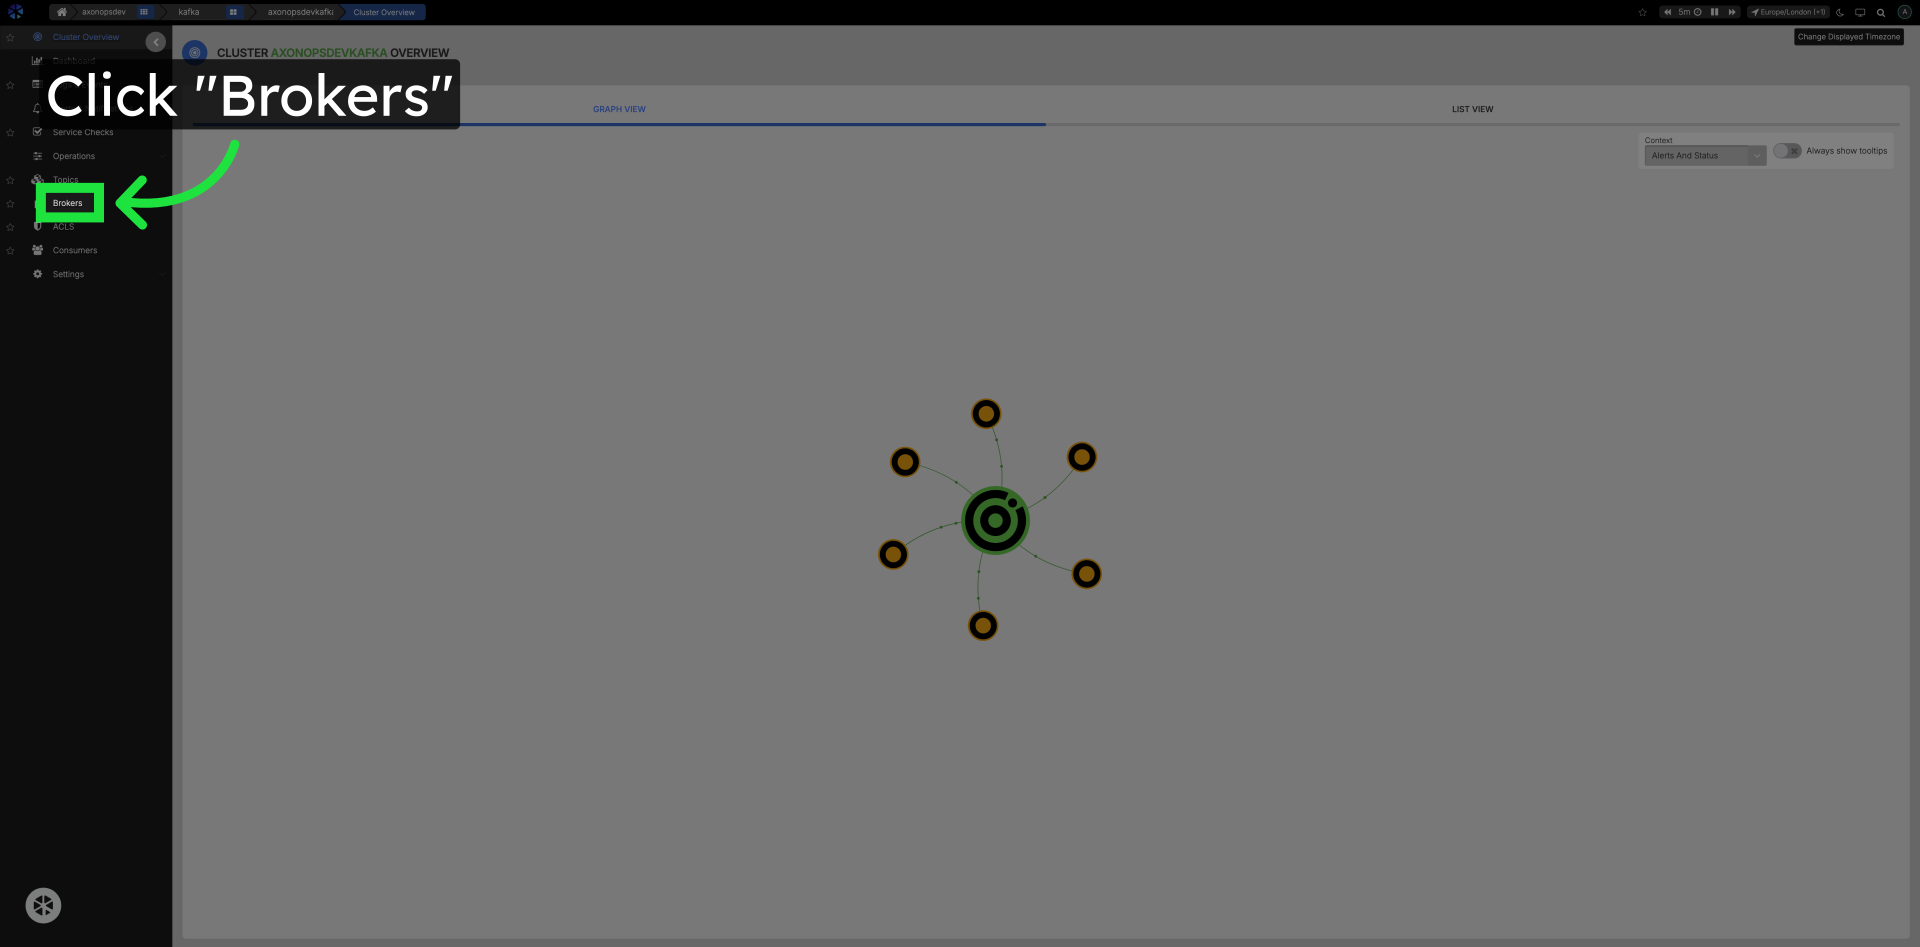 axonopsdev
kafka
axonopsdevkafk
Cluster Overview
5m
Europe/London (+1)
A
Change Displayed Timezone
Cluster Overview
CLUSTER AXONOPSDEVKAFKA OVERVIEW
Dashboard
Click "Brokers"
GRAPH VIEW
LIST VIEW
Service Checks
Context
Alerts And Status
Always show tooltips
Operations
Topics
Brokers
ACLS
Consumers
Settings